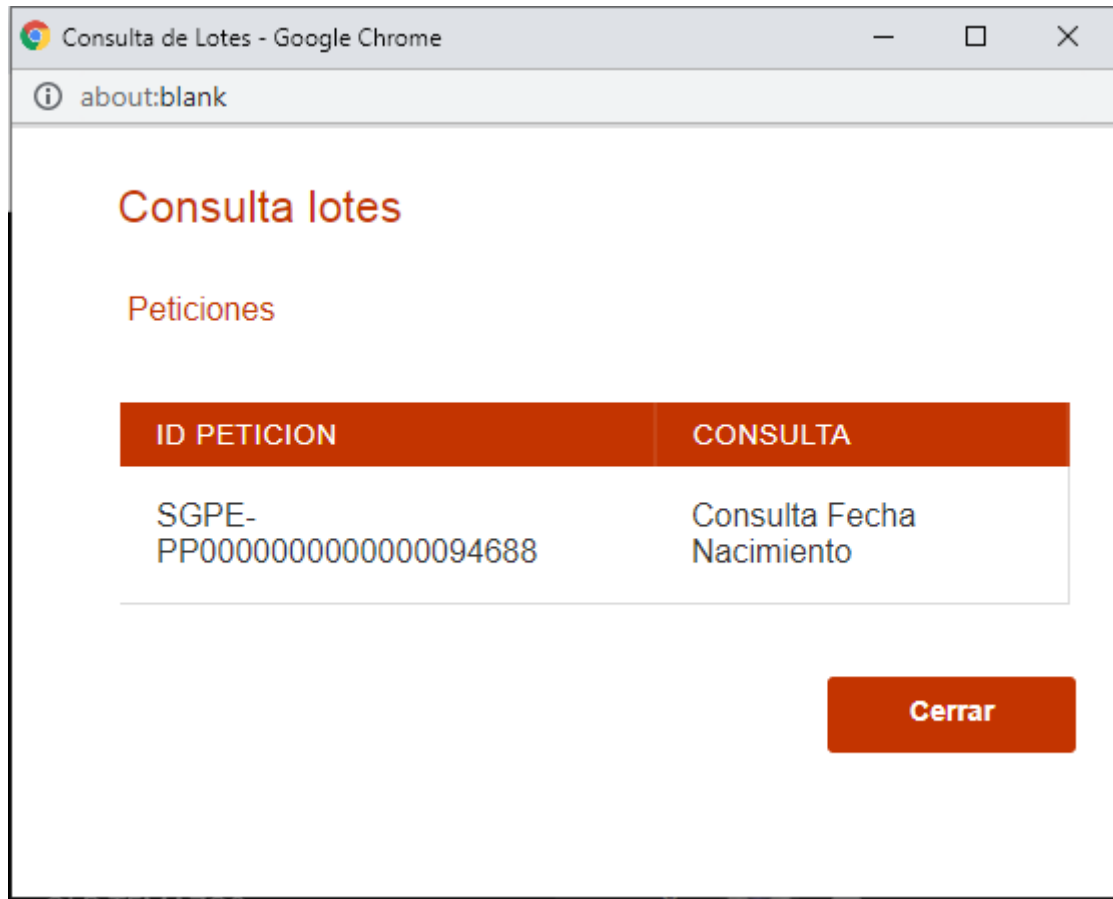 Consulta de Lotes - Google Chrome
about:blank
Consulta lotes
Peticiones
ID PETICION CONSULTA
SGPE- Consulta Fecha
PP0000000000000094688 Nacimiento
Cerrar